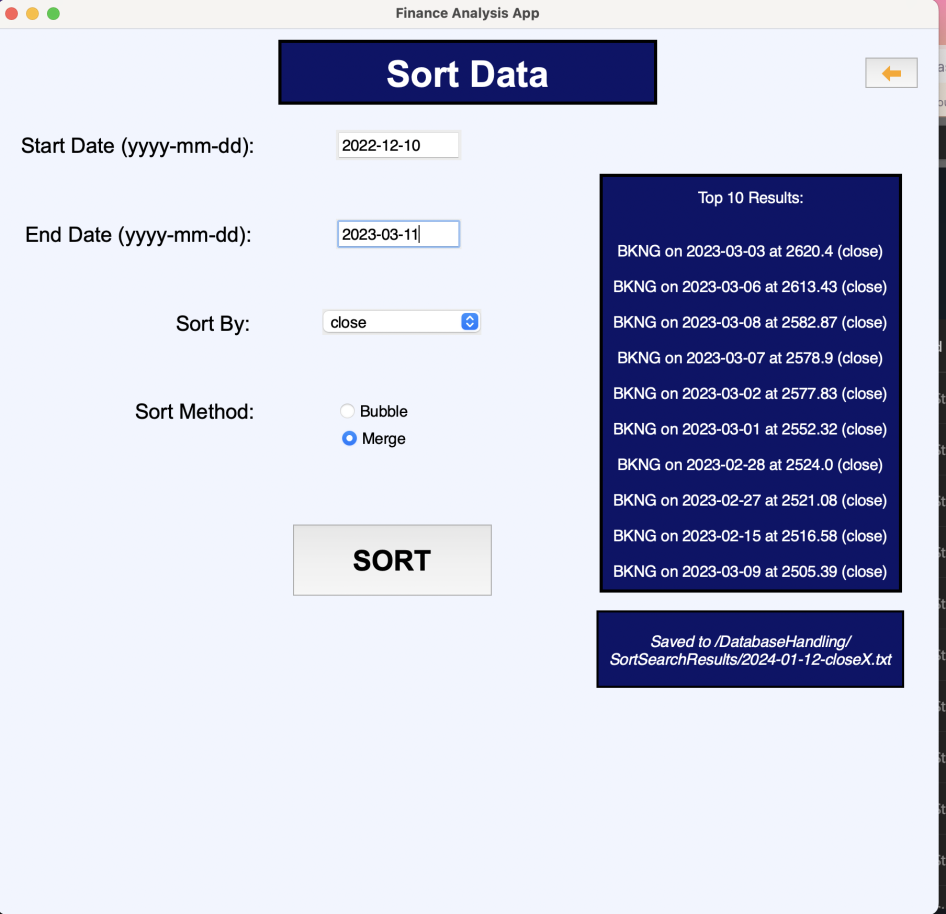 Finance Analysis App
Sort Data
Start Date (yyyy-mm-dd):
2022-12-10
End Date (yyyy-mm-dd):
2023-03-11
Sort By:
close
Sort Method:
Bubble
Merge
SORT
Top 10 Results:
BKNG on 2023-03-03 at 2620.4 (close)
BKNG on 2023-03-06 at 2613.43 (close)
BKNG on 2023-03-08 at 2582.87 (close)
BKNG on 2023-03-07 at 2578.9 (close)
BKNG on 2023-03-02 at 2577.83 (close)
BKNG on 2023-03-01 at 2552.32 (close)
BKNG on 2023-02-28 at 2524.0 (close)
BKNG on 2023-02-27 at 2521.08 (close)
BKNG on 2023-02-15 at 2516.58 (close)
BKNG on 2023-03-09 at 2505.39 (close)
Saved to /DatabaseHandling/
SortSearchResults/2024-01-12-closeX.txt